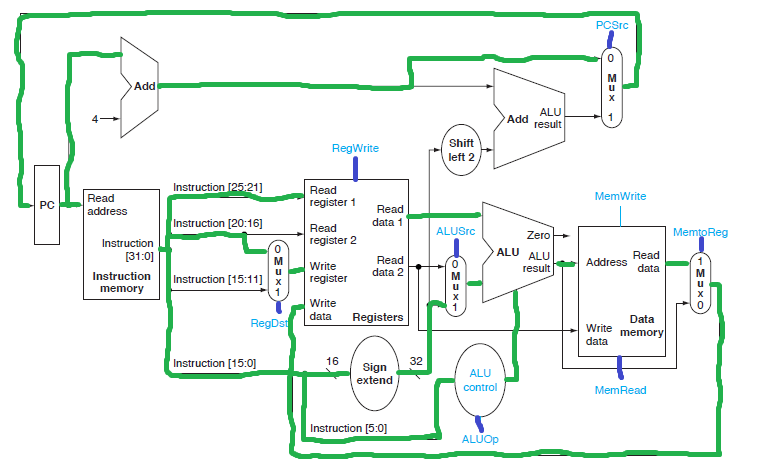 PCSrc
0
M
u
x
1
Add
4
Add ALU
result
Shift
left 2
RegWrite
PC
Read
address
Instruction
[31:0]
Instruction
memory
Instruction [25:21]
Instruction [20:16]
Instruction [15:11]
Instruction [15:0]
0
M
u
x
1
RegDst
Read
register 1
Read
register 2
Write
register
Write
data
Read
data 1
Read
data 2
Registers
ALUSrc
0
M
u
x
1
Zero
ALU
ALU
result
MemWrite
Address
Read
data
Write
data
Data
memory
MemRead
MemtoReg
1
M
u
x
0
16
Sign
extend
32
ALU
control
ALUOp
Instruction [5:0]